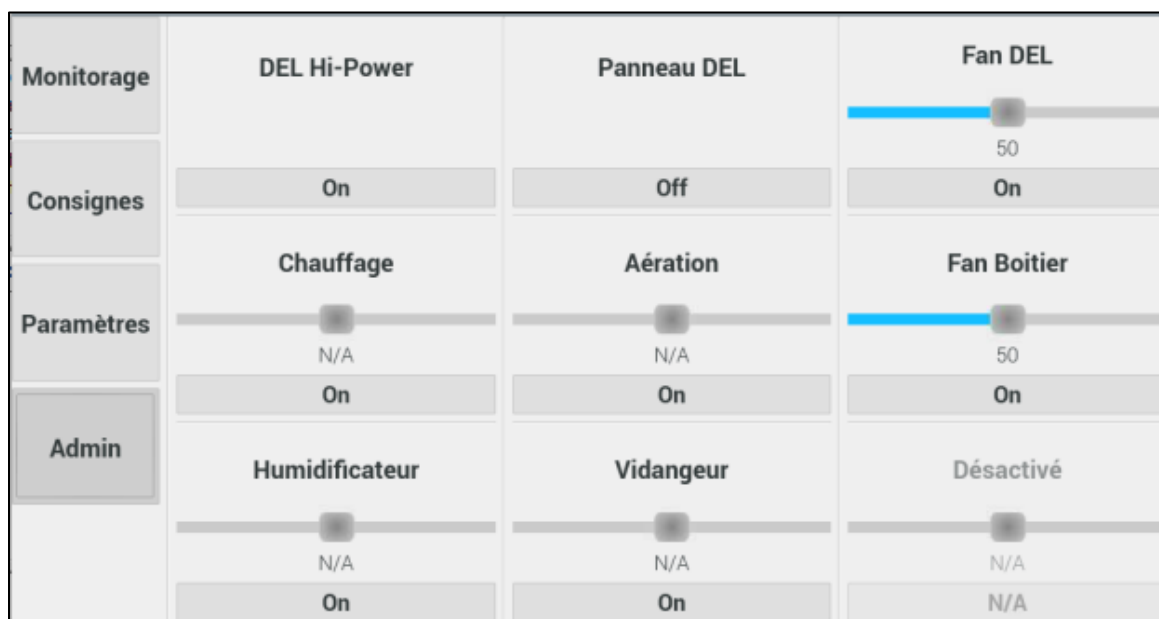 Monitorage
Consignes
Paramètres
Admin
DEL Hi-Power
Panneau DEL
Fan DEL
50
On
Off
On
Chauffage
Aération
Fan Boitier
N/A
N/A
50
On
On
On
Humidificateur
Vidangeur
Désactivé
N/A
N/A
N/A
On
On
N/A